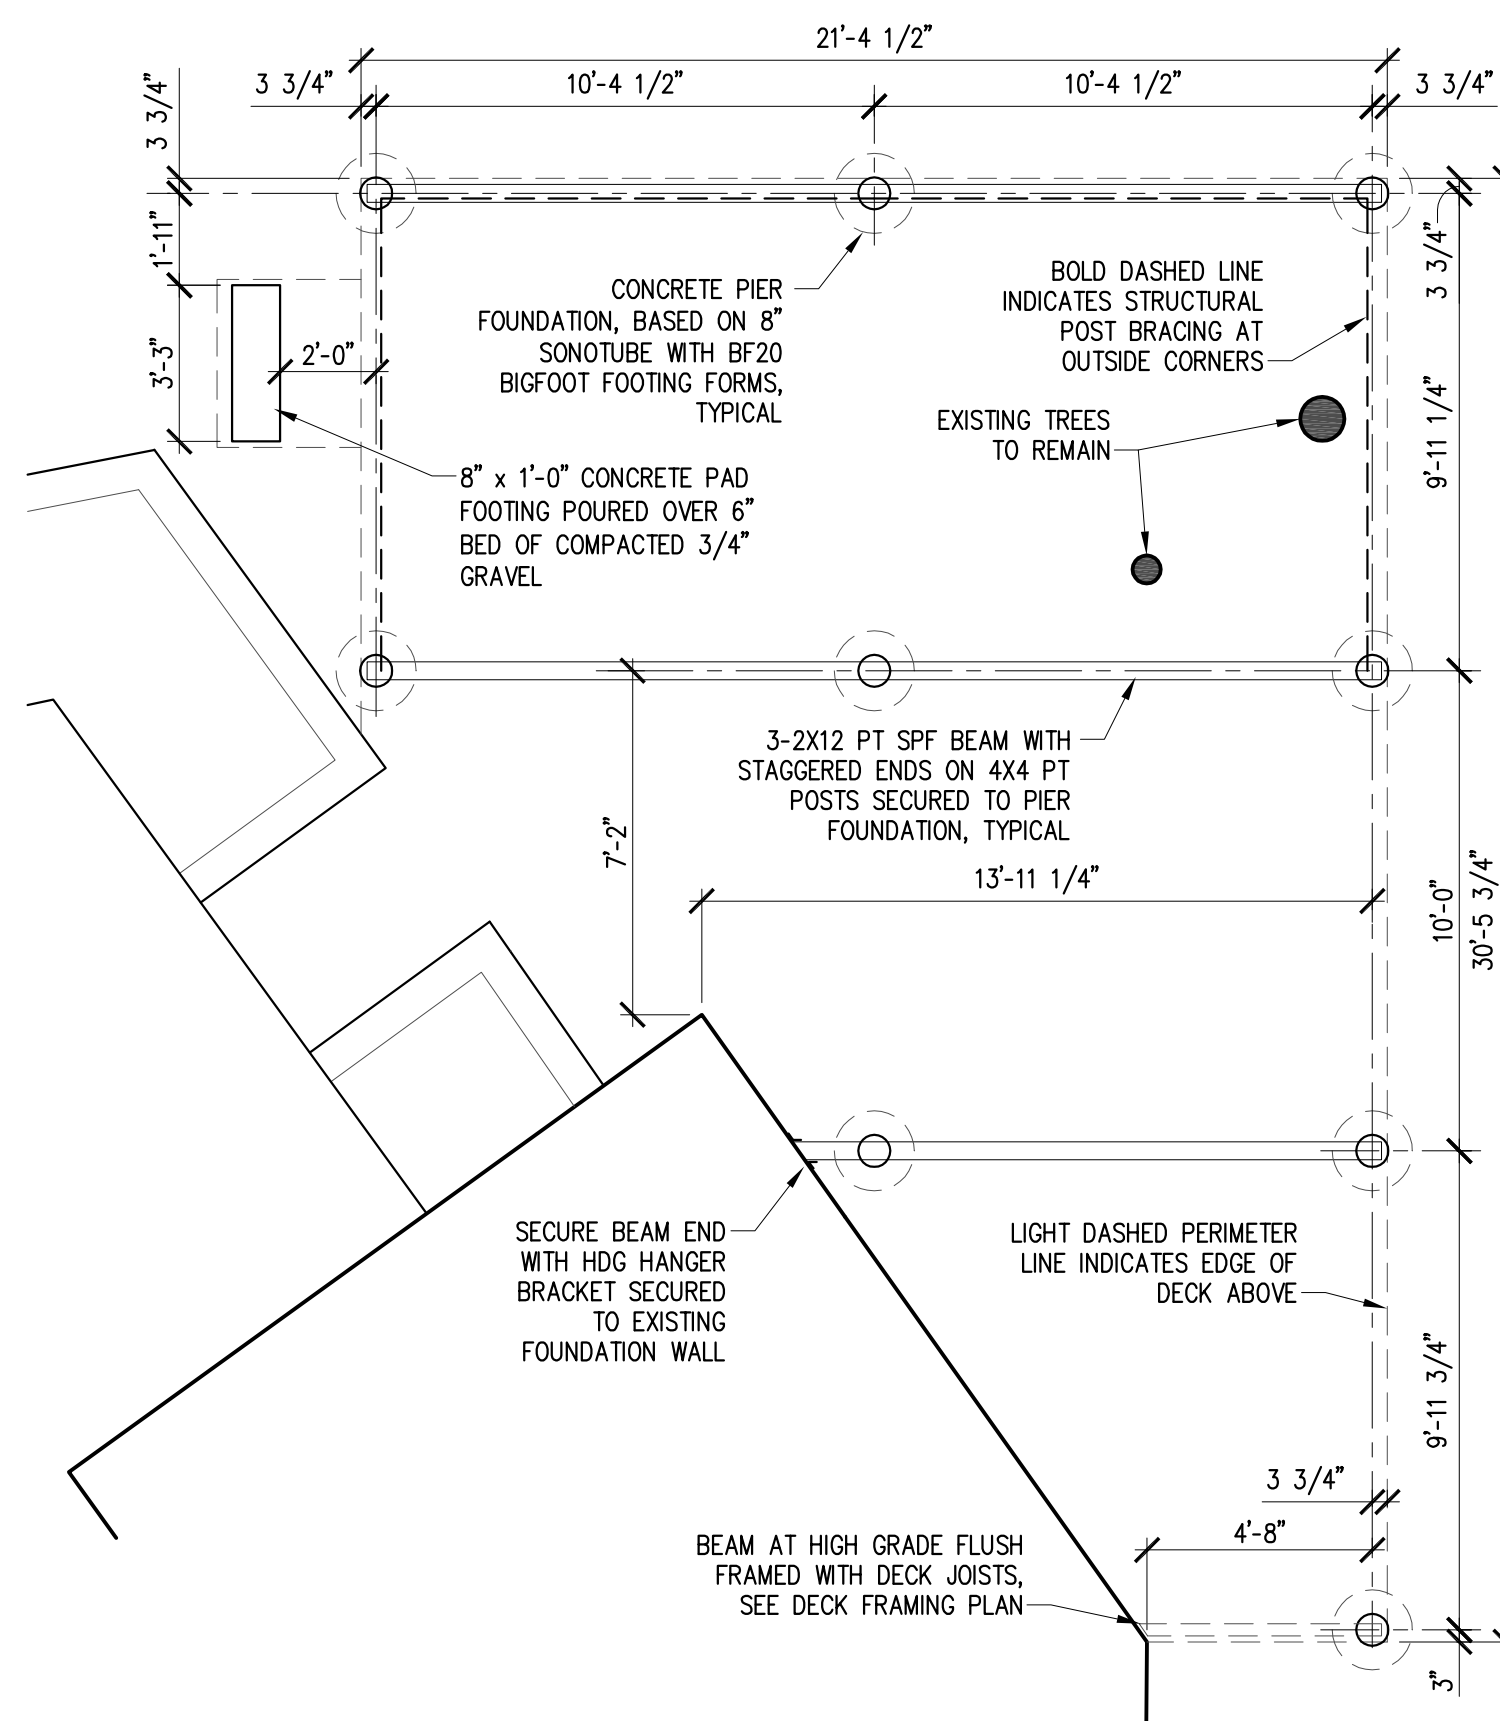 21'-4 1/2"
3 3/4"
10'-4 1/2"
10'-4 1/2"
3 3/4"
3 3/4"
1'-11"
3'-3"
2'-0"
CONCRETE PIER
FOUNDATION, BASED ON 8"
SONOTUBE WITH BF20
BIGFOOT FOOTING FORMS,
TYPICAL
BOLD DASHED LINE
INDICATES STRUCTURAL
POST BRACING AT
OUTSIDE CORNERS
3 3/4"
9'-11 1/4"
EXISTING TREES
TO REMAIN
8" x 1'-0" CONCRETE PAD
FOOTING POURED OVER 6"
BED OF COMPACTED 3/4"
GRAVEL
3-2X12 PT SPF BEAM WITH
STAGGERED ENDS ON 4X4 PT
POSTS SECURED TO PIER
FOUNDATION, TYPICAL
7'-2"
13'-11 1/4"
10'-0"
30'-5 3/4"
SECURE BEAM END
WITH HDG HANGER
BRACKET SECURED
TO EXISTING
FOUNDATION WALL
LIGHT DASHED PERIMETER
LINE INDICATES EDGE OF
DECK ABOVE
9'-11 3/4"
3 3/4"
4'-8"
BEAM AT HIGH GRADE FLUSH
FRAMED WITH DECK JOISTS,
SEE DECK FRAMING PLAN
3"